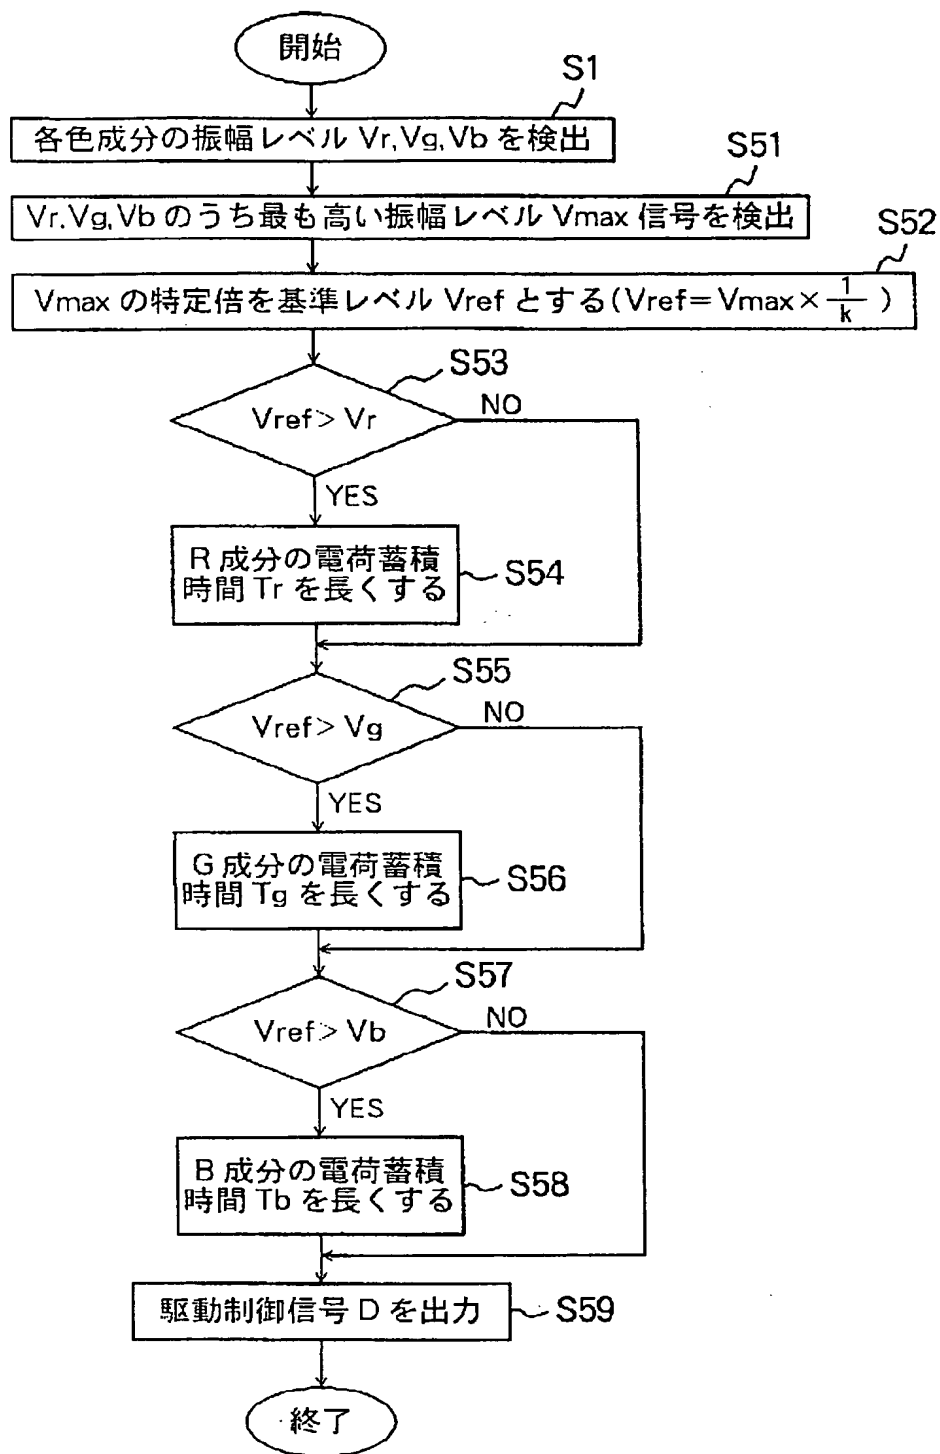 開始
S1
各色成分の振幅レベル Vr,Vg,Vb を検出
S51
Vr.Vg,Vb のうち最も高い振幅レベル Vmax 信号を検出
S52
Vmax の特定倍を基準レベル Vref とする(Vref=Vmax×1/k)
S53
Vref> Vr
NO
YES
R 成分の電荷蓄積
時間 Tr を長くする
S54
S55
Vref> Vg
NO
YES
G 成分の電荷蓄積
時間 Tg を長くする
S56
S57
Vref> Vb
NO
YES
B 成分の電荷蓄積
時間 Tb を長くする
S58
駆動制御信号 D を出力
S59
終了